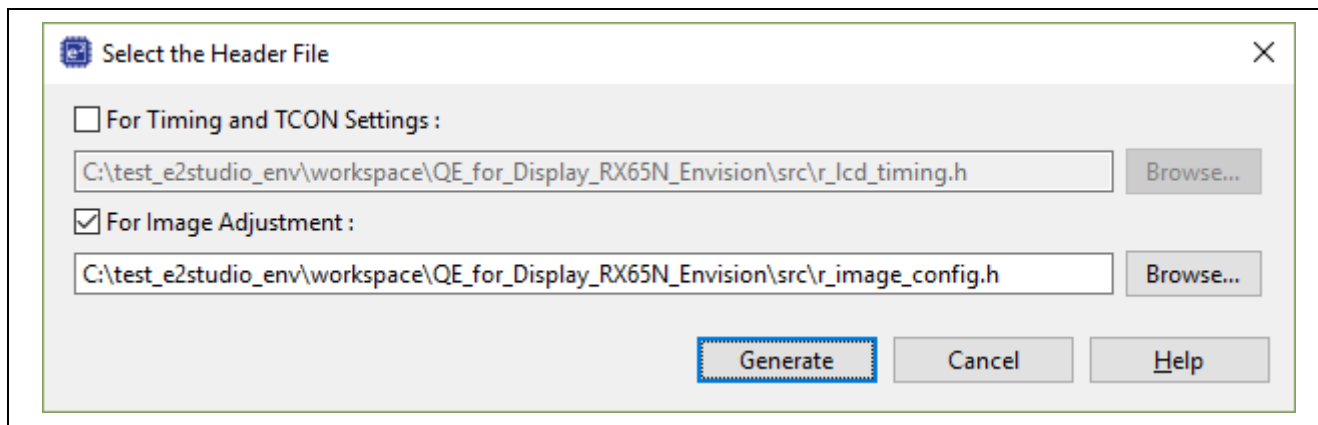 Select the Header File
For Timing and TCON Settings :
C:\test_e2studio_env\workspace\QE_for_Display_RX65N_Envision\src\r_lcd_timing.h Browse...
For Image Adjustment :
C:\test_e2studio_env\workspace\QE_for_Display_RX65N_Envision\src\r_image_config.h Browse...
Generate Cancel Help